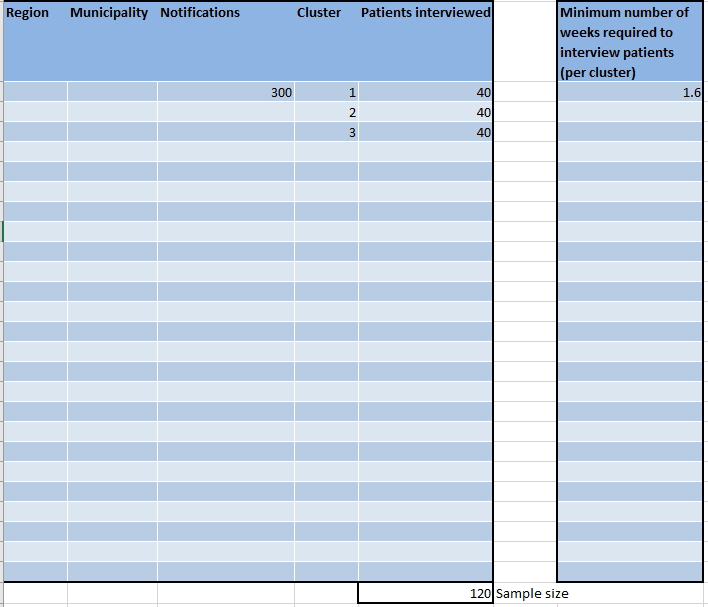 Region Municipality Notifications Cluster Patients interviewed Minimum number of
weeks required to
interview patients
(per cluster)
300 1 40 1.6
2 40
3 40
120 Sample size